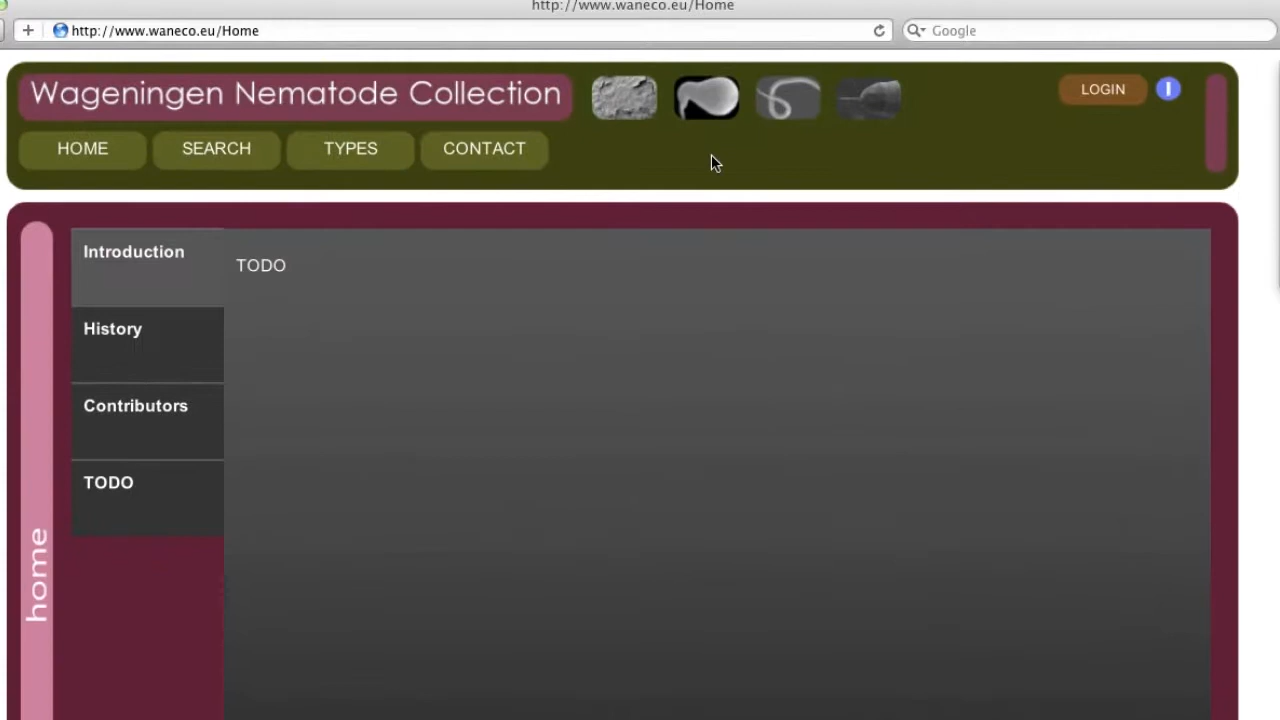 http://www.waneco.eu/Home
http://www.waneco.eu/Home
Google
Wageningen Nematode Collection
LOGIN
I
HOME
SEARCH
TYPES
CONTACT
Introduction
TODO
History
Contributors
TODO
home